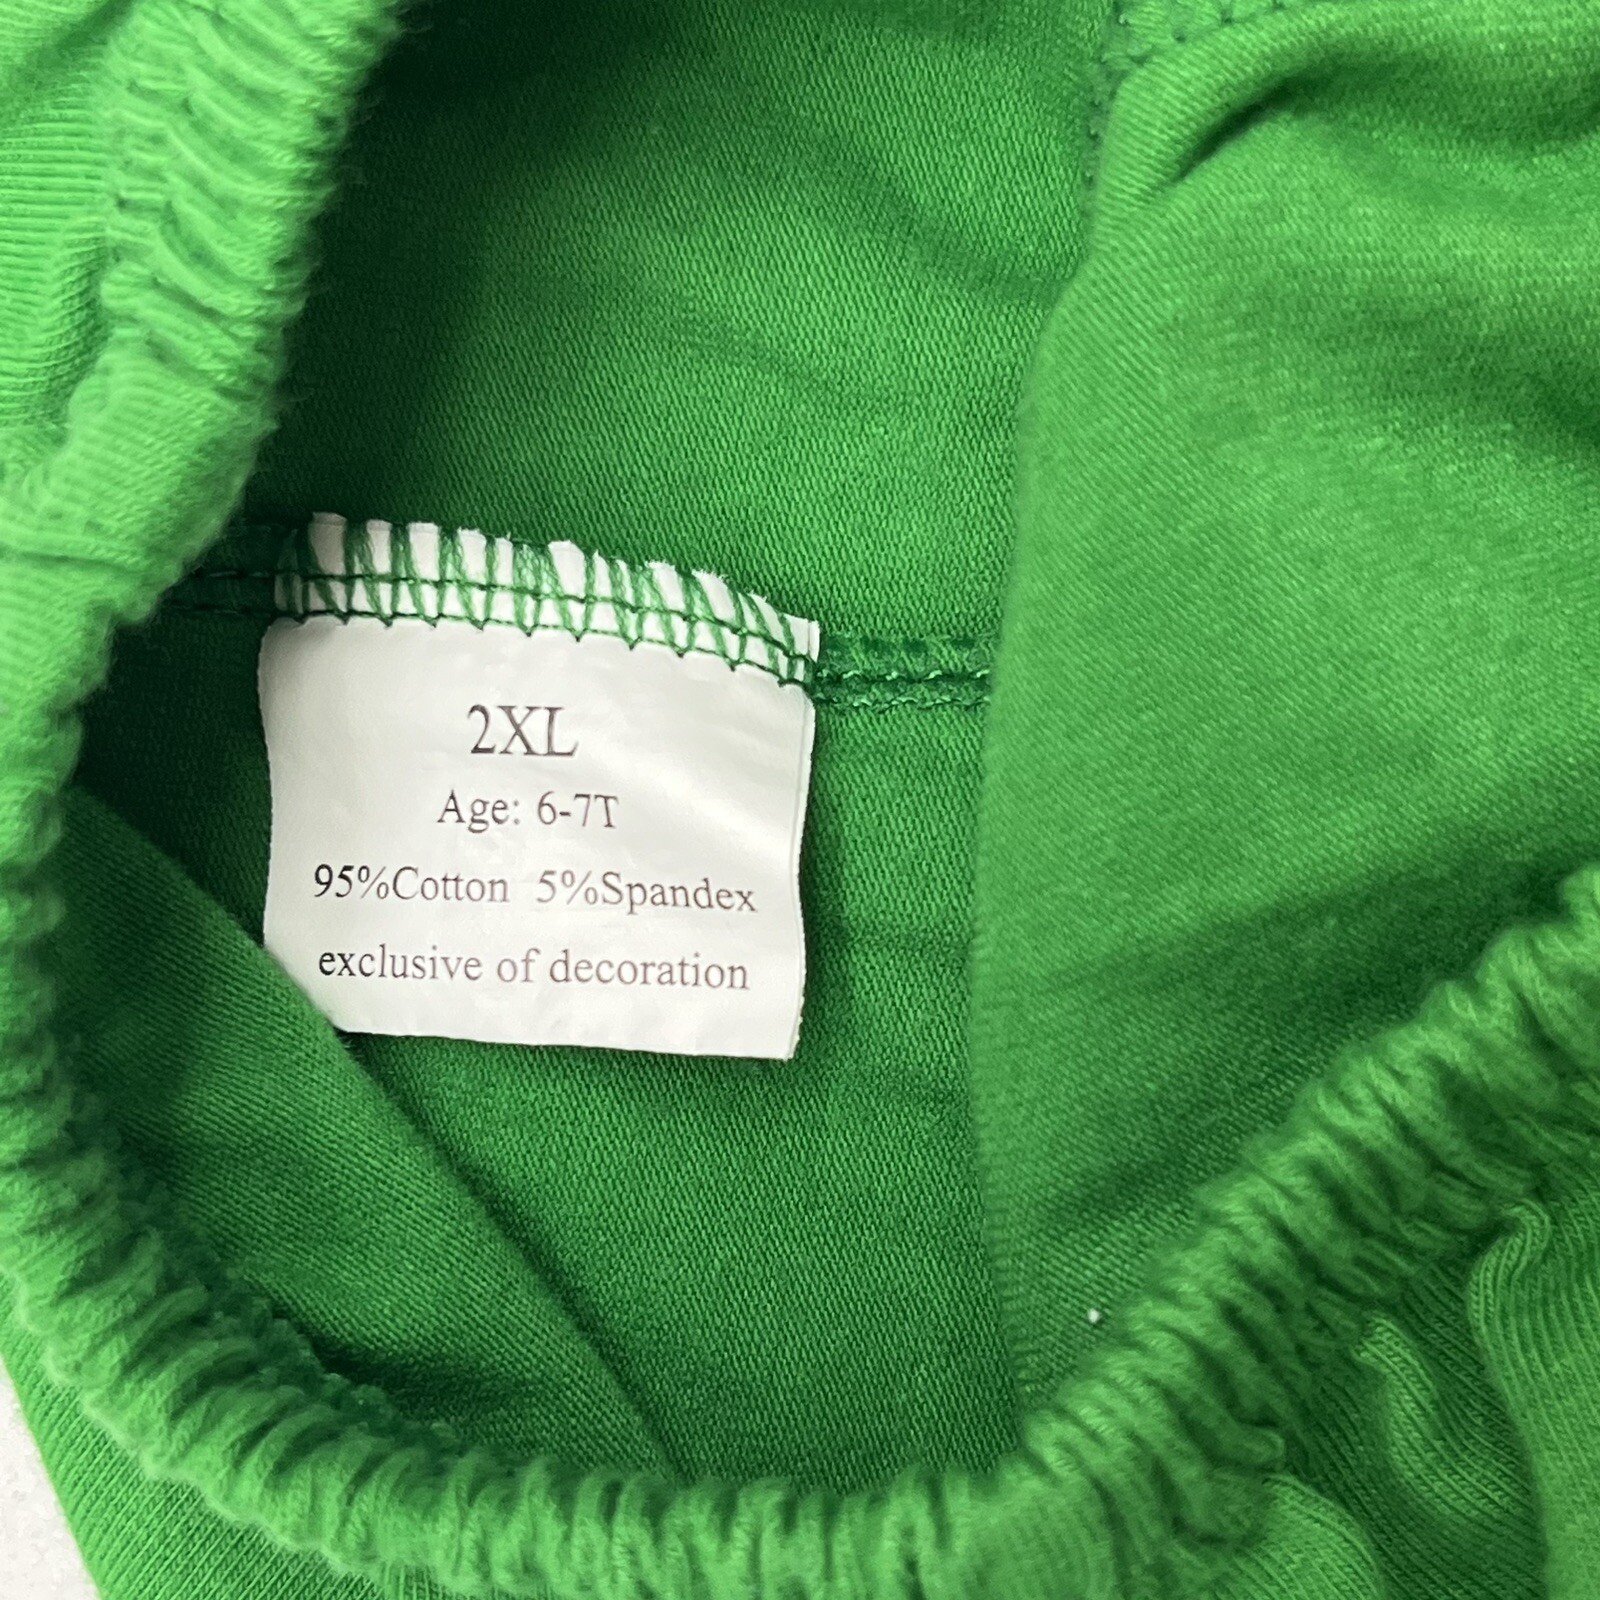 2XL
Age: 6-7T
95%Cotton 5%Spandex
exclusive of decoration